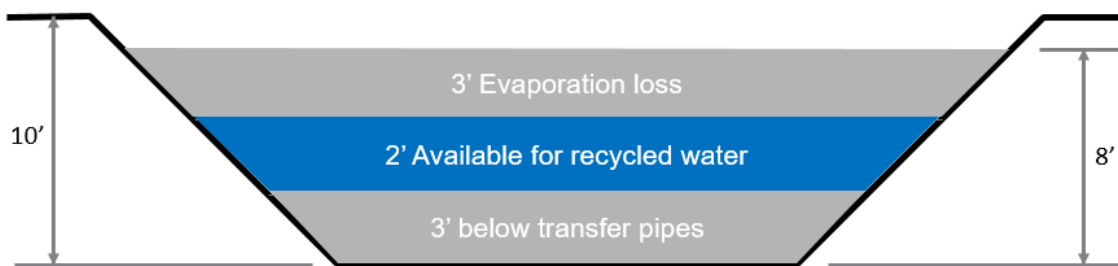 3’ Evaporation loss
10’
2’ Available for recycled water
8’
3’ below transfer pipes